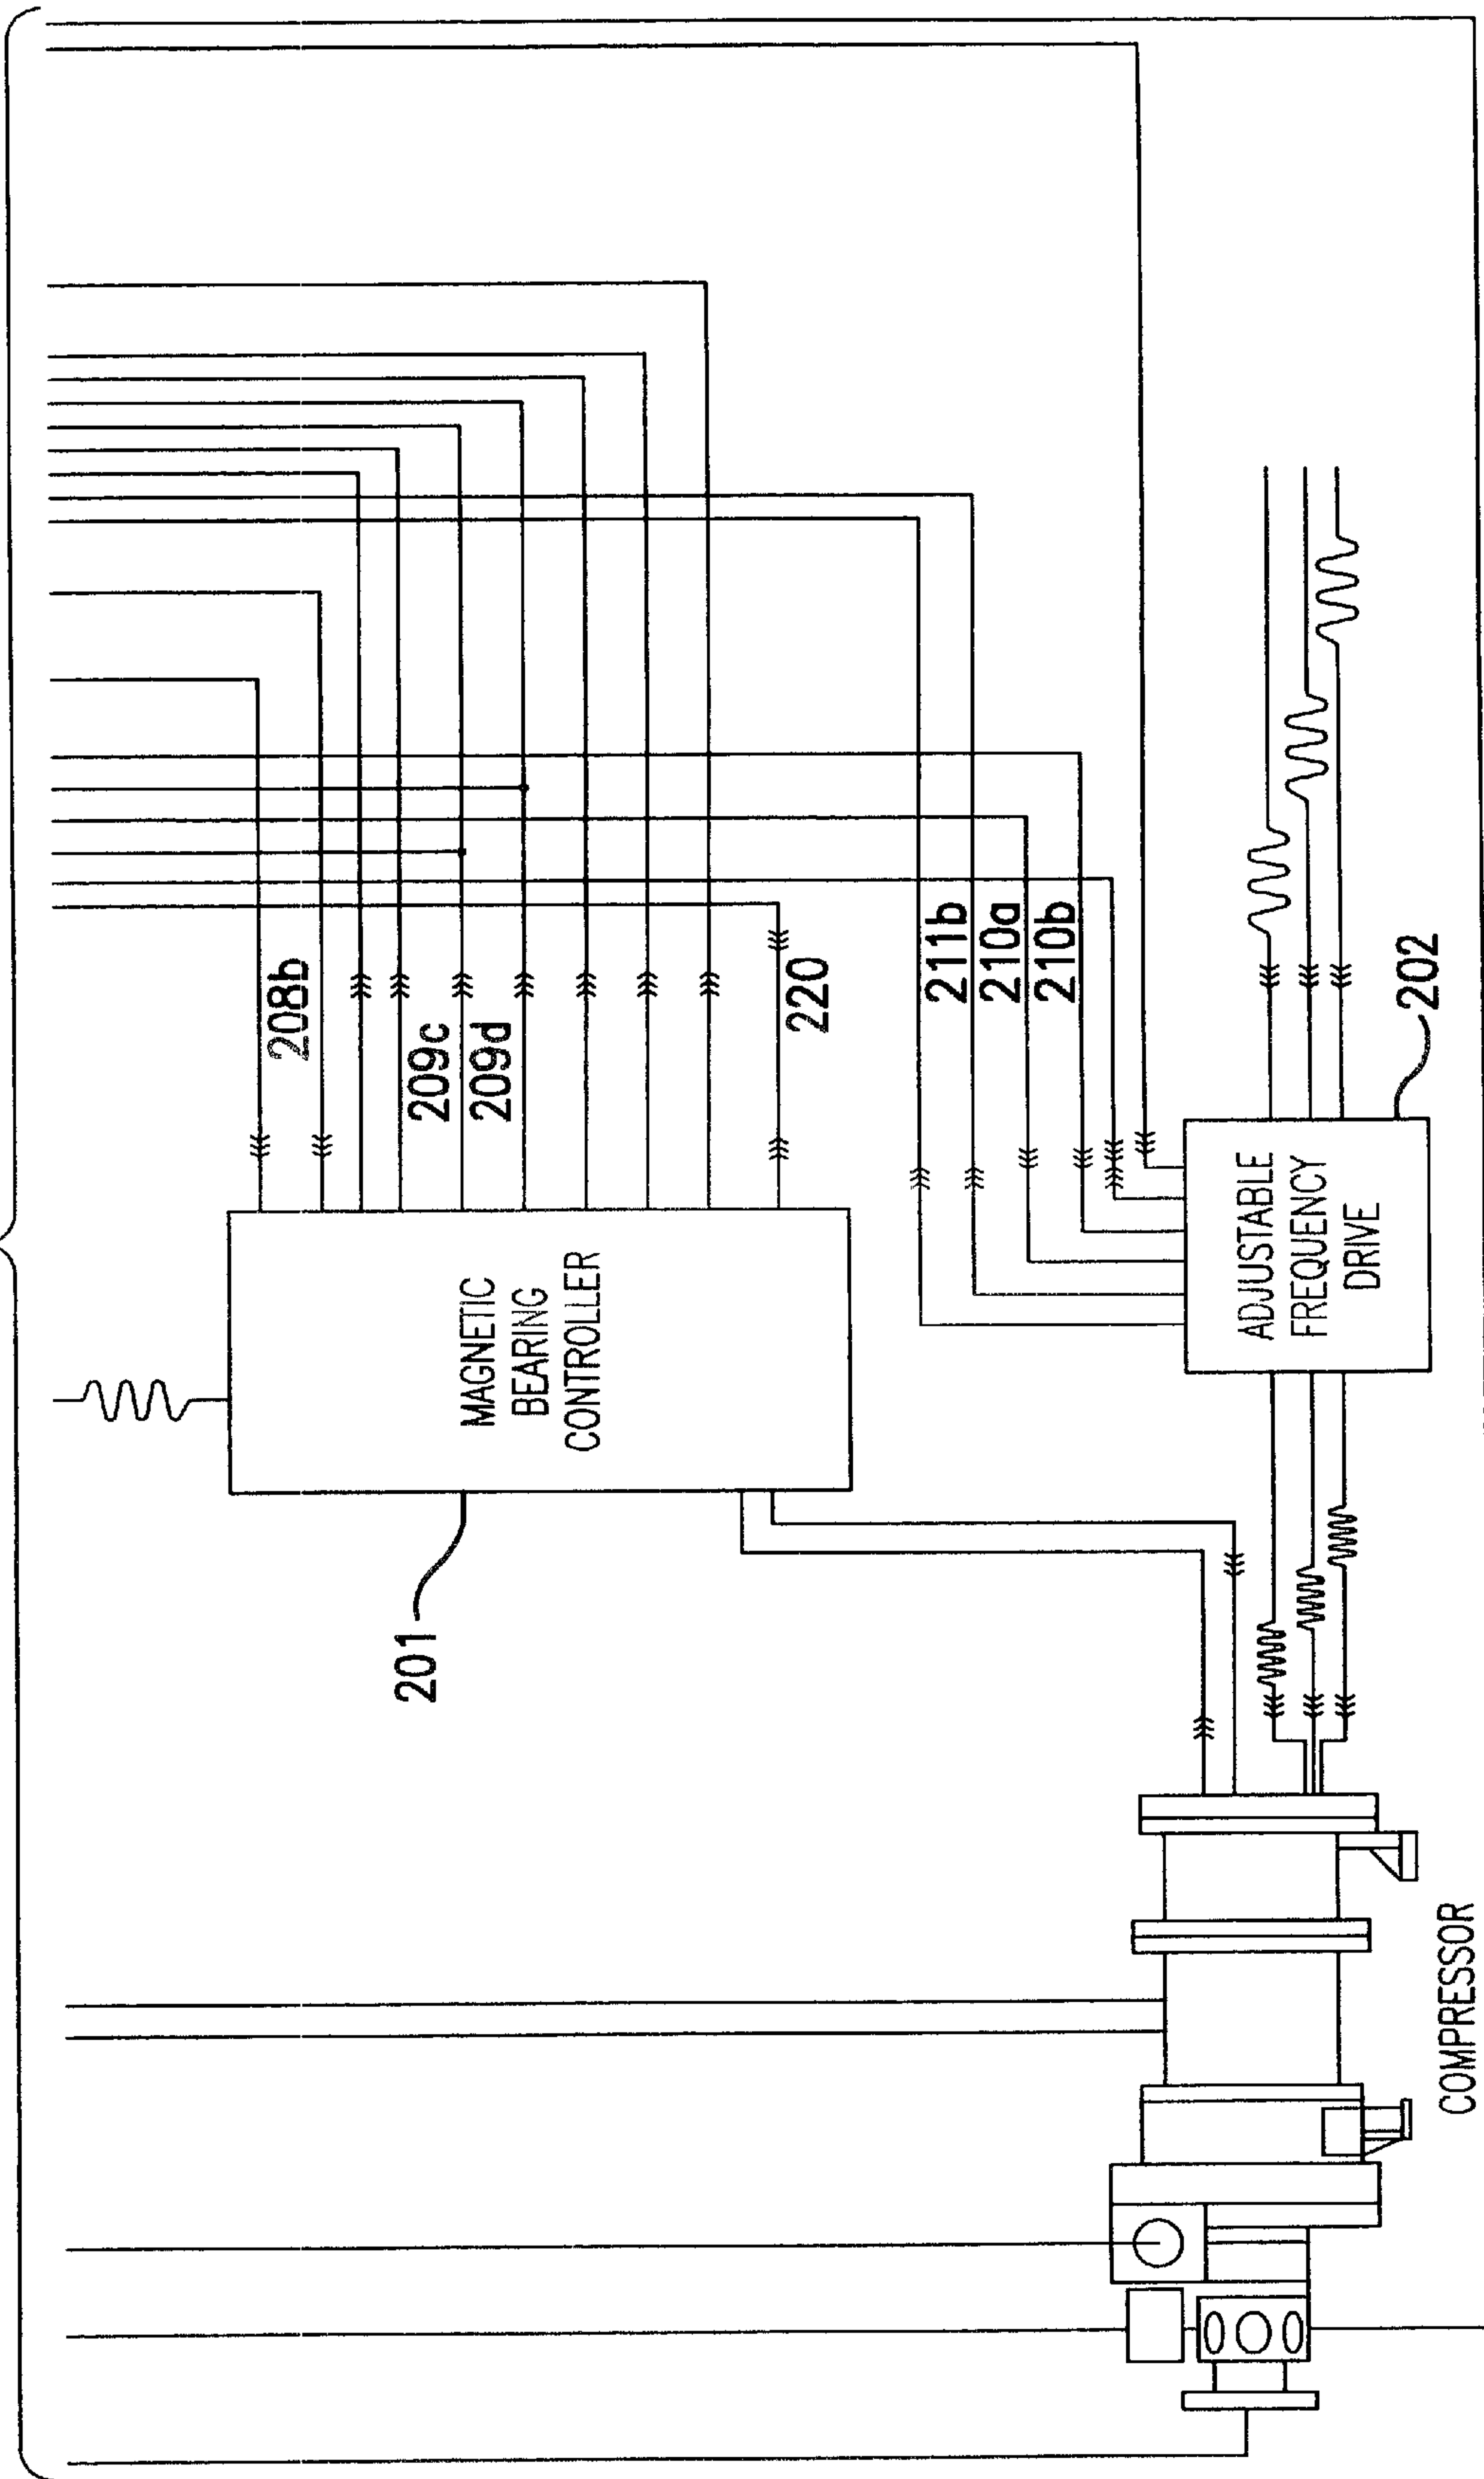 208b
209c
209d
220
211b
210a
210b
202
201
MAGNETIC
BEARING
CONTROLLER
ADJUSTABLE
FREQUENCY
DRIVE
COMPRESSOR